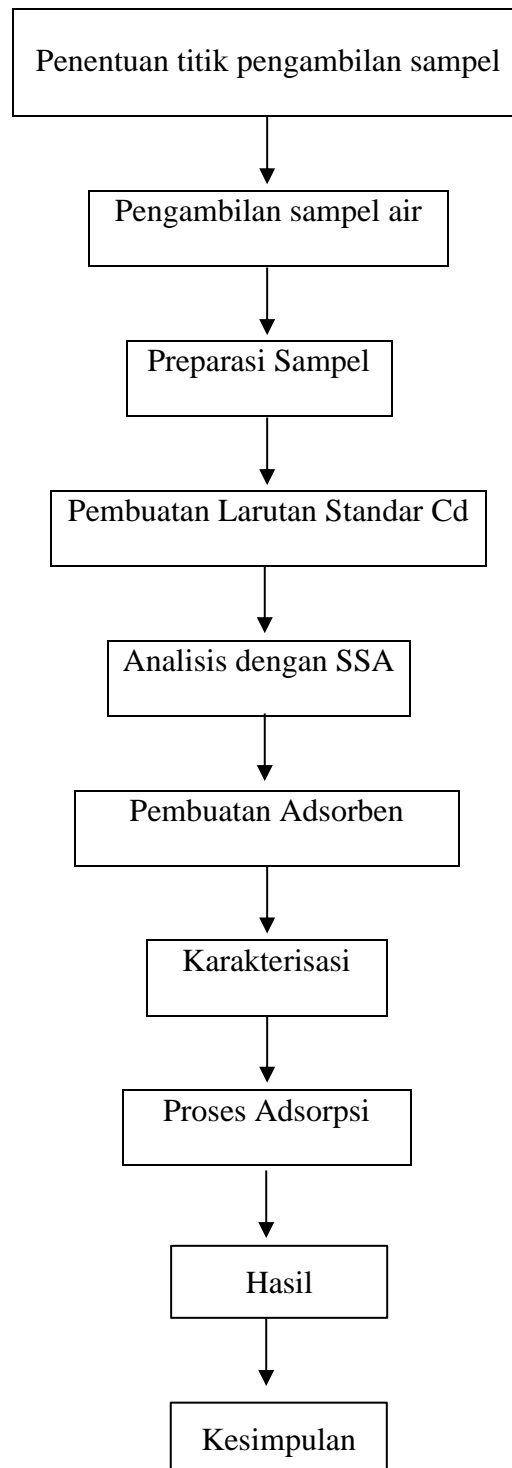 Penentuan titik pengambilan sampel
Pengambilan sampel air
Preparasi Sampel
Pembuatan Larutan Standar Cd
Analisis dengan SSA
Pembuatan Adsorben
Karakterisasi
Proses Adsorpsi
Hasil
Kesimpulan